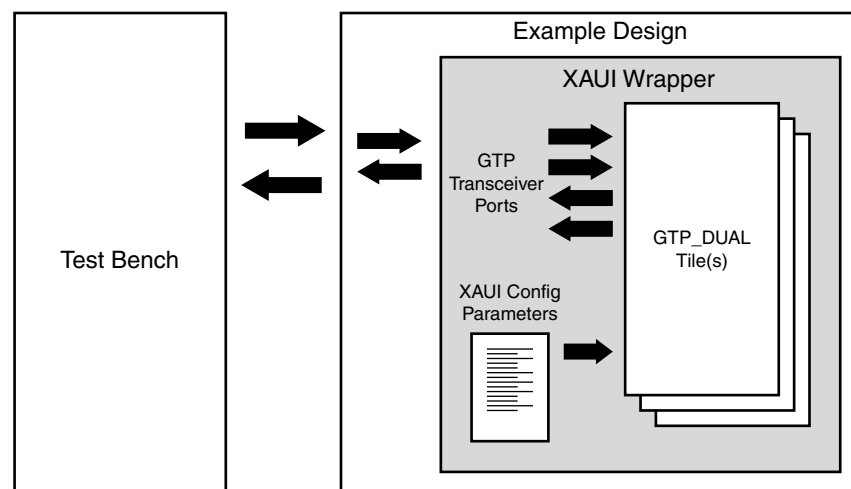 Example Design
XAUI Wrapper
GTP
Transceiver
Ports
GTP_DUAL
Tile(s)
Test Bench
XAUI Config
Parameters